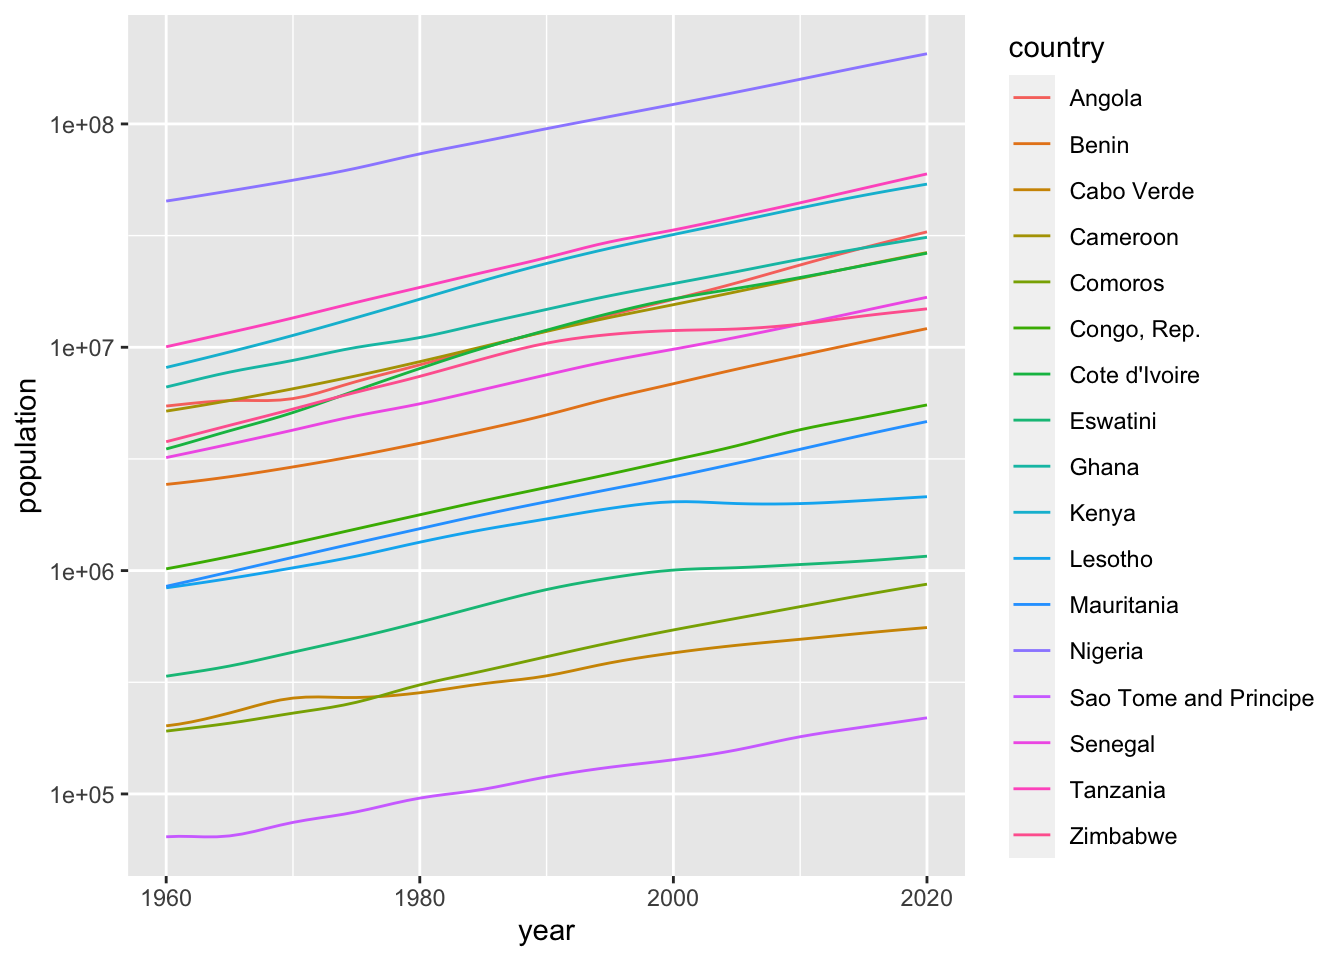 population
1e+08
1e+07
1e+06
1e+05
1960 1980 2000 2020
year
country
Angola
Benin
Cabo Verde
Cameroon
Comoros
Congo, Rep.
Cote d'Ivoire
Eswatini
Ghana
Kenya
Lesotho
Mauritania
Nigeria
Sao Tome and Principe
Senegal
Tanzania
Zimbabwe